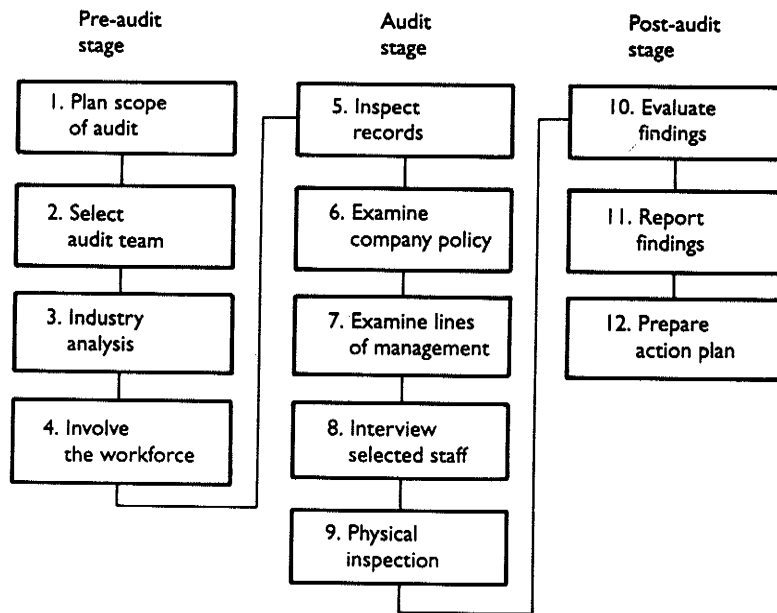 Pre-audit
stage
1. Plan scope
of audit
2. Select
audit team
3. Industry
analysis
4. Involve
the workforce
Audit
stage
5. Inspect
records
6. Examine
company policy
7. Examine lines
of management
8. Interview
selected staff
9. Physical
inspection
Post-audit
stage
10. Evaluate
findings
11. Report
findings
12. Prepare
action plan